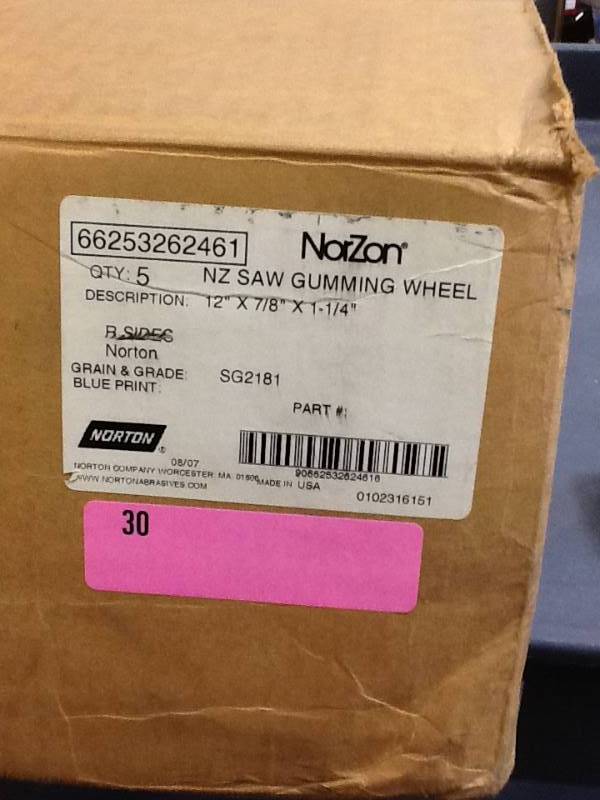 66253262461 NorZon®
QTY: 5 NZ SAW GUMMING WHEEL
DESCRIPTION: 12" X 7/8" X 1-1/4"
B SIDES
Norton
GRAIN & GRADE: SG2181
BLUE PRINT:
PART #:
NORTON ®
08/07
90662532624616
NORTON COMPANY WORCESTER MA 01606 MADE IN USA
WWW.NORTONABRASIVES.COM
0102316151
30